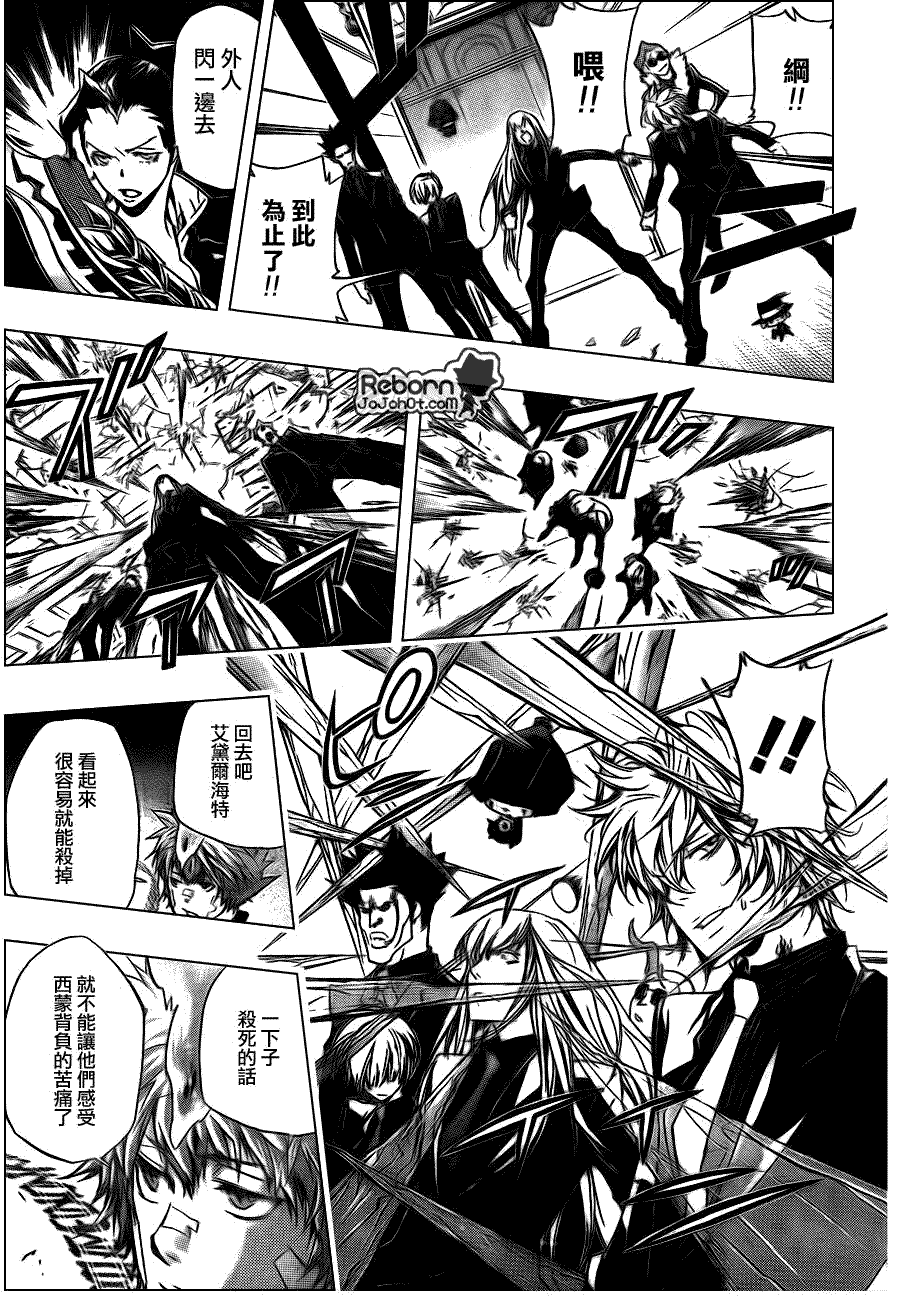 綱!!
喂!!
到此
為止了!!
外人
閃一邊去
Reborn
JoJoHOt.com
!!
回去吧
艾黛爾海特
看起來
很容易就能殺掉
一下子
殺死的話
就不能讓他們感受
西蒙背負的苦痛了